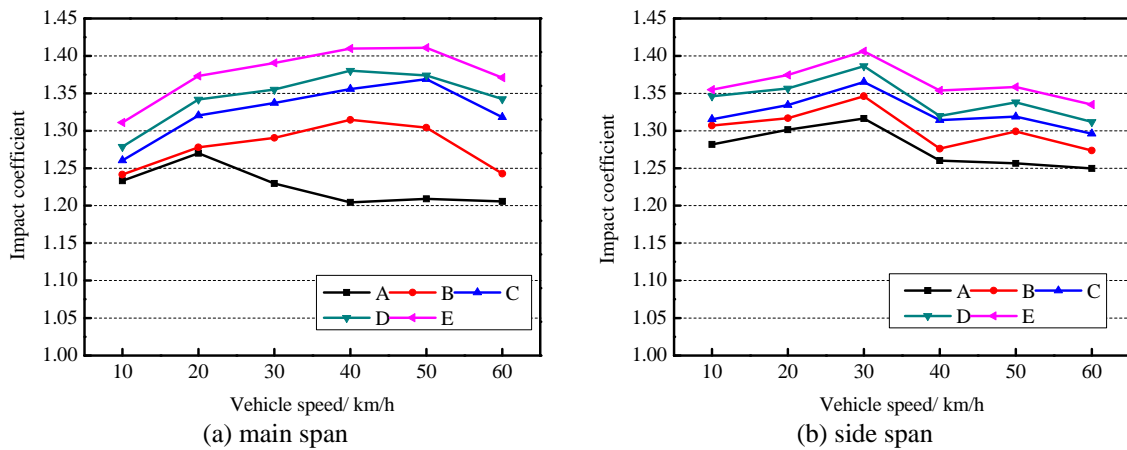 1.45
1.40
1.35
1.30
1.25
1.20
1.15
1.10
1.05
1.00
Impact coefficient
A B C
D E
10 20 30 40 50 60
Vehicle speed/ km/h
(a) main span
1.45
1.40
1.35
1.30
1.25
1.20
1.15
1.10
1.05
1.00
Impact coefficient
A B C
D E
10 20 30 40 50 60
Vehicle speed/ km/h
(b) side span